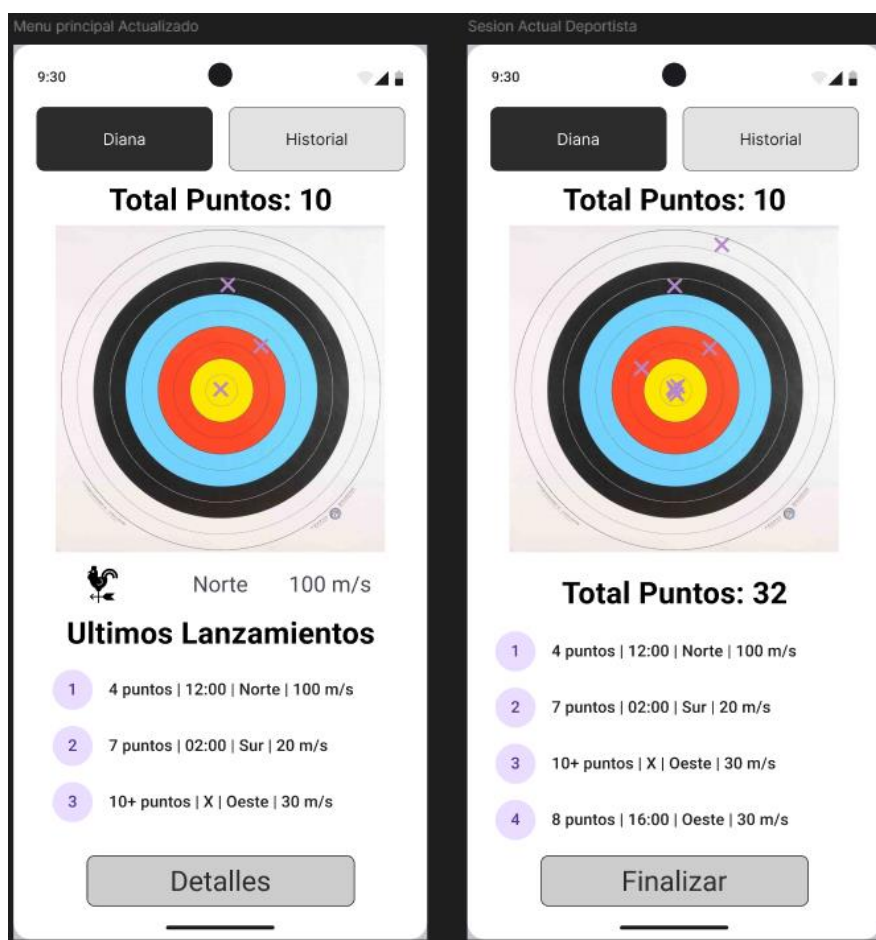 Menu principal Actualizado
9:30
Diana
Historial
Total Puntos: 10
Norte 100 m/s
Ultimos Lanzamientos
1 4 puntos | 12:00 | Norte | 100 m/s
2 7 puntos | 02:00 | Sur | 20 m/s
3 10+ puntos | X | Oeste | 30 m/s
Detalles
Sesion Actual Deportista
9:30
Diana
Historial
Total Puntos: 10
Total Puntos: 32
1 4 puntos | 12:00 | Norte | 100 m/s
2 7 puntos | 02:00 | Sur | 20 m/s
3 10+ puntos | X | Oeste | 30 m/s
4 8 puntos | 16:00 | Oeste | 30 m/s
Finalizar